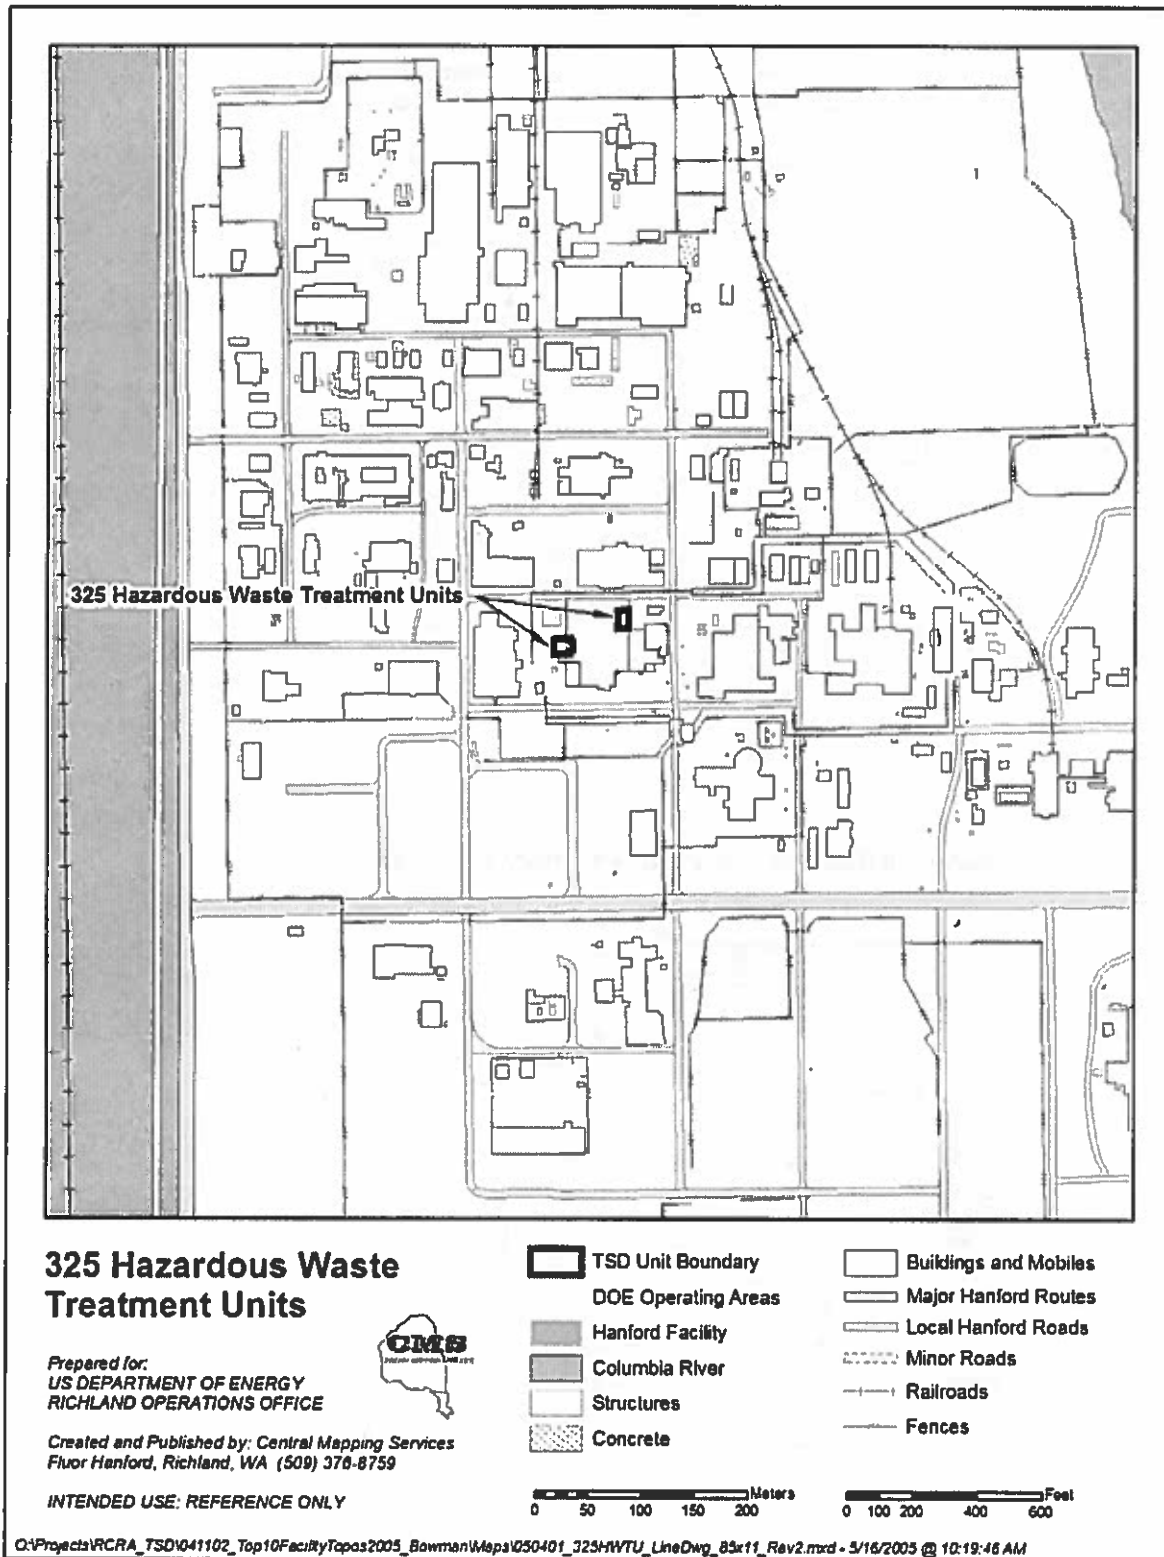 325 Hazardous Waste Treatment Units
325 Hazardous Waste
Treatment Units
CMS
Prepared for:
US DEPARTMENT OF ENERGY
RICHLAND OPERATIONS OFFICE
Created and Published by: Central Mapping Services
Fluor Hanford, Richland, WA (509) 376-8759
INTENDED USE: REFERENCE ONLY
TSD Unit Boundary
DOE Operating Areas
Hanford Facility
Columbia River
Structures
Concrete
Buildings and Mobiles
Major Hanford Routes
Local Hanford Roads
Minor Roads
Railroads
Fences
Meters
0 50 100 150 200
Feet
0 100 200 400 600
Q:\Projects\RCRA_TSD\041102_Top10FacilityTopos2005_Bowman\Maps\050401_325HWTU_LineDwg_85x11_Rev2.mxd - 5/16/2005 @ 10:19:46 AM